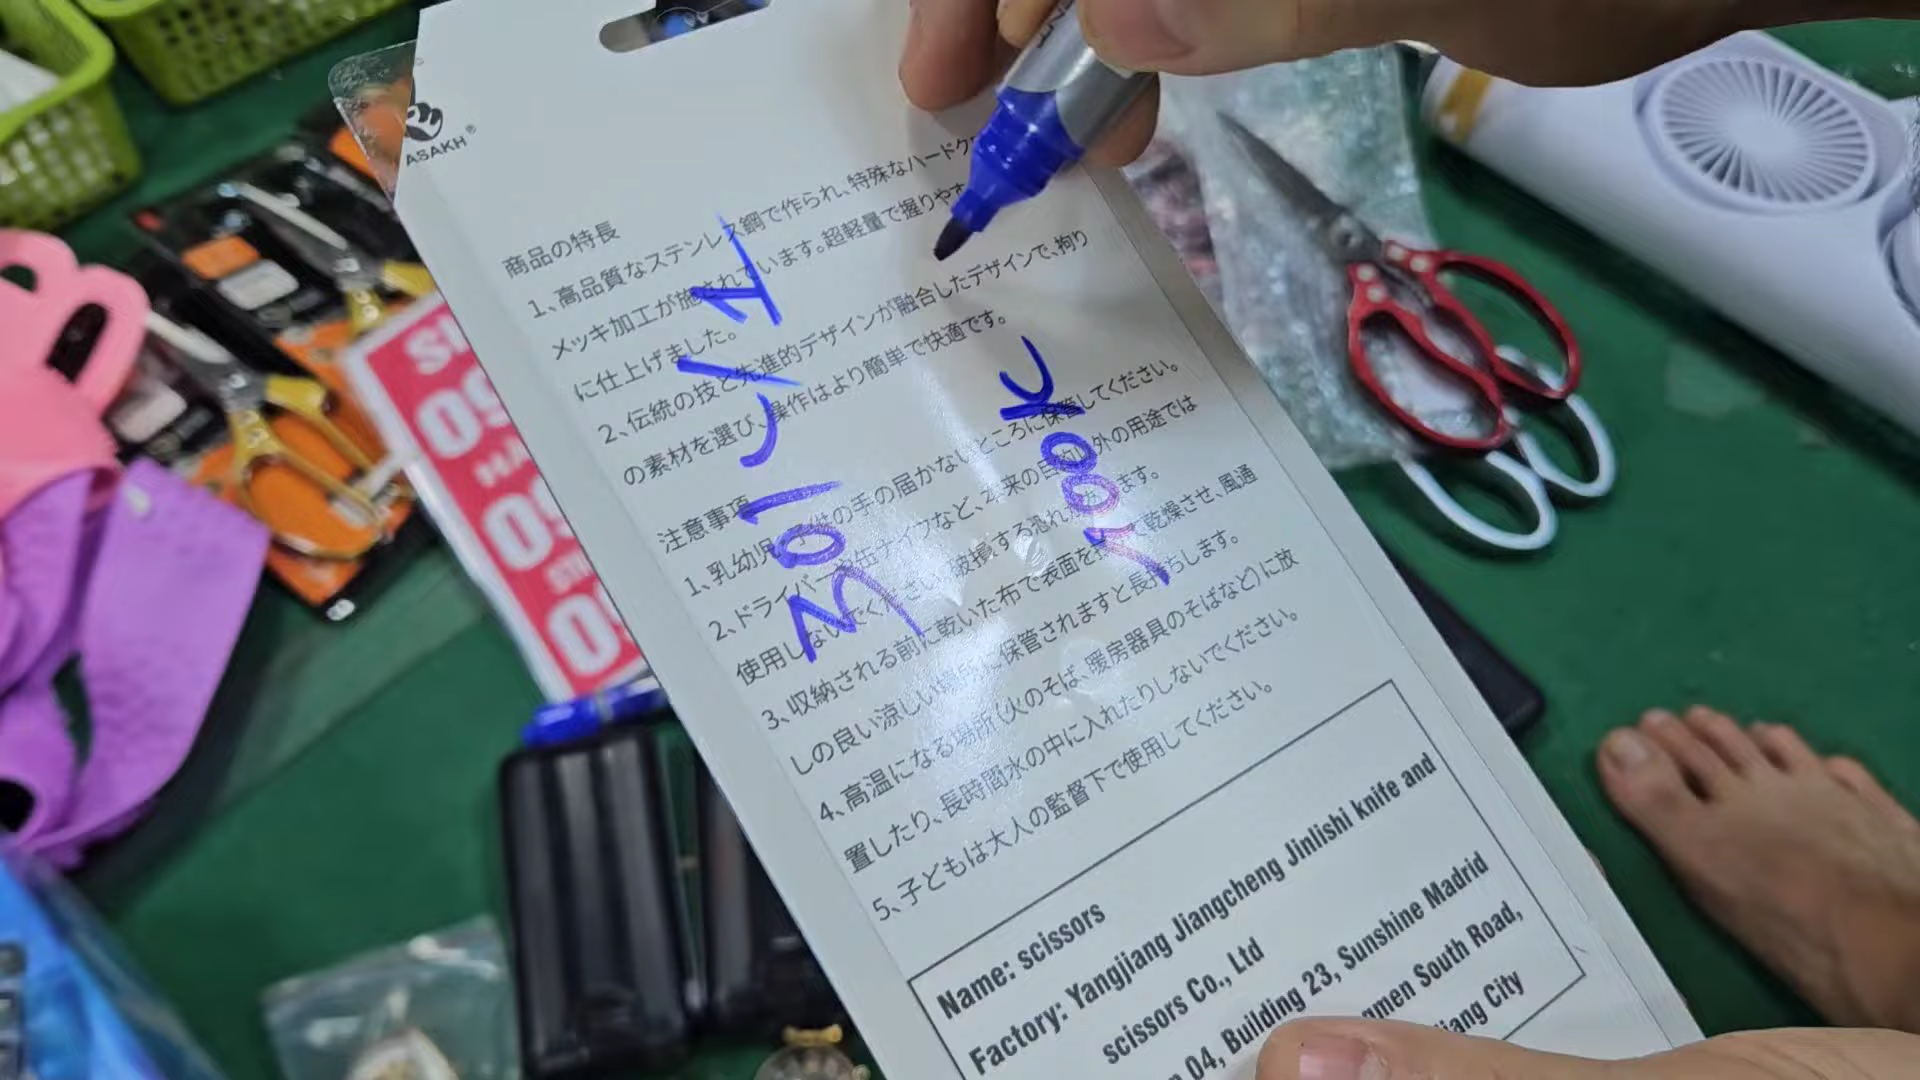 ASAKH®
商品の特長
1、高品質なステンレス鋼で作られ、特殊なハードク
メッキ加工が施されています。超軽量で握りやす
に仕上げました。
2、伝統の技と先進的デザインが融合したデザインで、拘り
の素材を選び、操作はより簡単で快適です。
注意事項
1、乳幼児、子供の手の届かないところに保管してください。
2、ドライバー、缶ナイフなど、本来の目的以外の用途では
使用しないでください。破損する恐れがあります。
3、収納される前に乾いた布で表面を拭いて乾燥させ、風通
しの良い涼しい場所に保管されますと長持ちします。
4、高温になる場所(火のそば、暖房器具のそばなど)に放
置したり、長時間水の中に入れたりしないでください。
5、子どもは大人の監督下で使用してください。
Name: scissors
Factory: Yangjiang Jiangcheng Jinlishi knife and
scissors Co., Ltd
04, Building 23, Sunshine Madrid
South Road,
City
100K